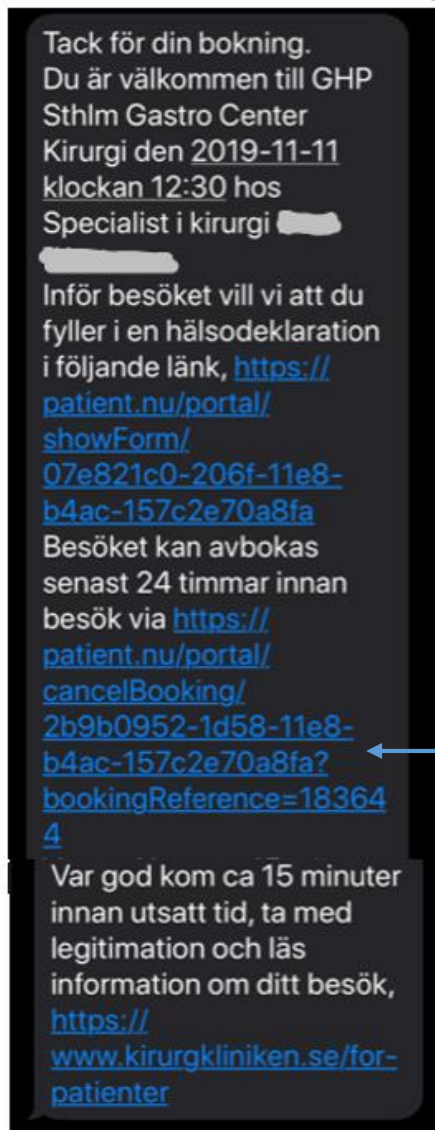 Tack för din bokning.
Du är välkommen till GHP
Sthlm Gastro Center
Kirurgi den 2019-11-11
klockan 12:30 hos
Specialist i kirurgi
Inför besöket vill vi att du
fyller i en hälsodeklaration
i följande länk, https://
patient.nu/portal/
showForm/
07e821c0-206f-11e8-
b4ac-157c2e70a8fa
Besöket kan avbokas
senast 24 timmar innan
besök via https://
patient.nu/portal/
cancelBooking/
2b9b0952-1d58-11e8-
b4ac-157c2e70a8fa?
bookingReference=18364
4
Var god kom ca 15 minuter
innan utsatt tid, ta med
legitimation och läs
information om ditt besök,
https://
www.kirurgkliniken.se/for-
patienter